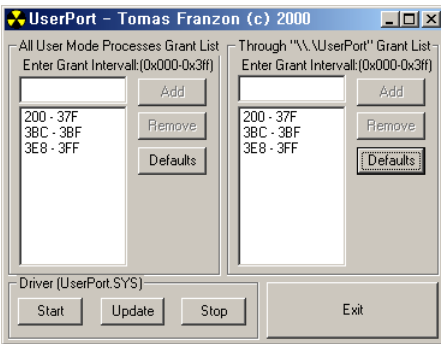 UserPort – Tomas Franzon (c) 2000
All User Mode Processes Grant List
Enter Grant Intervall:(0x000-0x3ff)
Add
200 - 37F
3BC - 3BF
3E8 - 3FF
Remove
Defaults
Through "\\.\UserPort" Grant List
Enter Grant Intervall:(0x000-0x3ff)
Add
200 - 37F
3BC - 3BF
3E8 - 3FF
Remove
Defaults
Driver (UserPort.SYS)
Start Update Stop
Exit